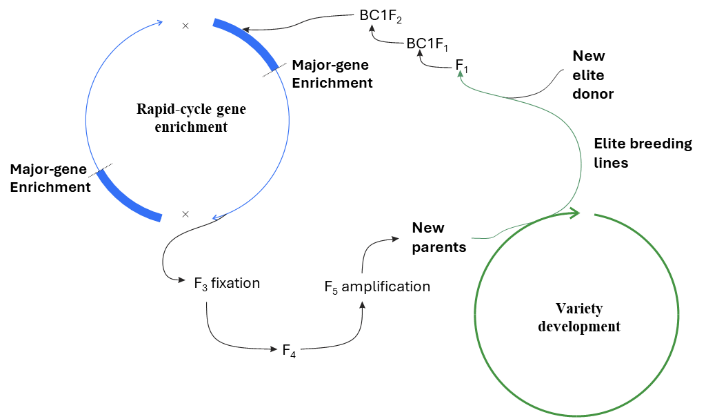 ×
BC1F₂
BC1F₁
F₁
New
elite
donor
Major-gene
Enrichment
Rapid-cycle gene
enrichment
Elite breeding
lines
Major-gene
Enrichment
×
New
parents
F₃ fixation
F₅ amplification
F₄
Variety
development